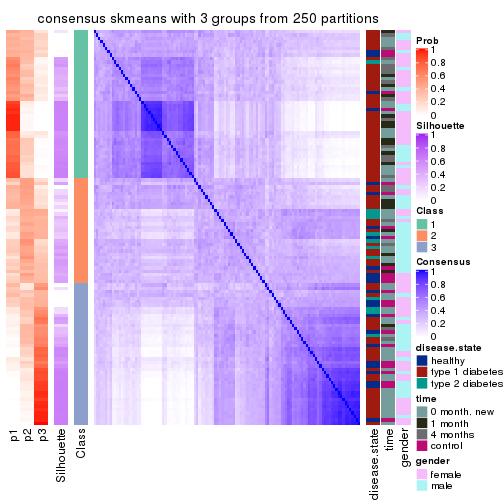 consensus skmeans with 3 groups from 250 partitions
Prob
1
0.8
0.6
0.4
0.2
0
Silhouette
1
0.8
0.6
0.4
0.2
0
Class
1
2
3
Consensus
1
0.8
0.6
0.4
0.2
0
disease.state
healthy
type 1 diabetes
type 2 diabetes
time
0 month, new
1 month
4 months
control
gender
female
male
p1
p2
p3
Silhouette
Class
disease.state
time
gender